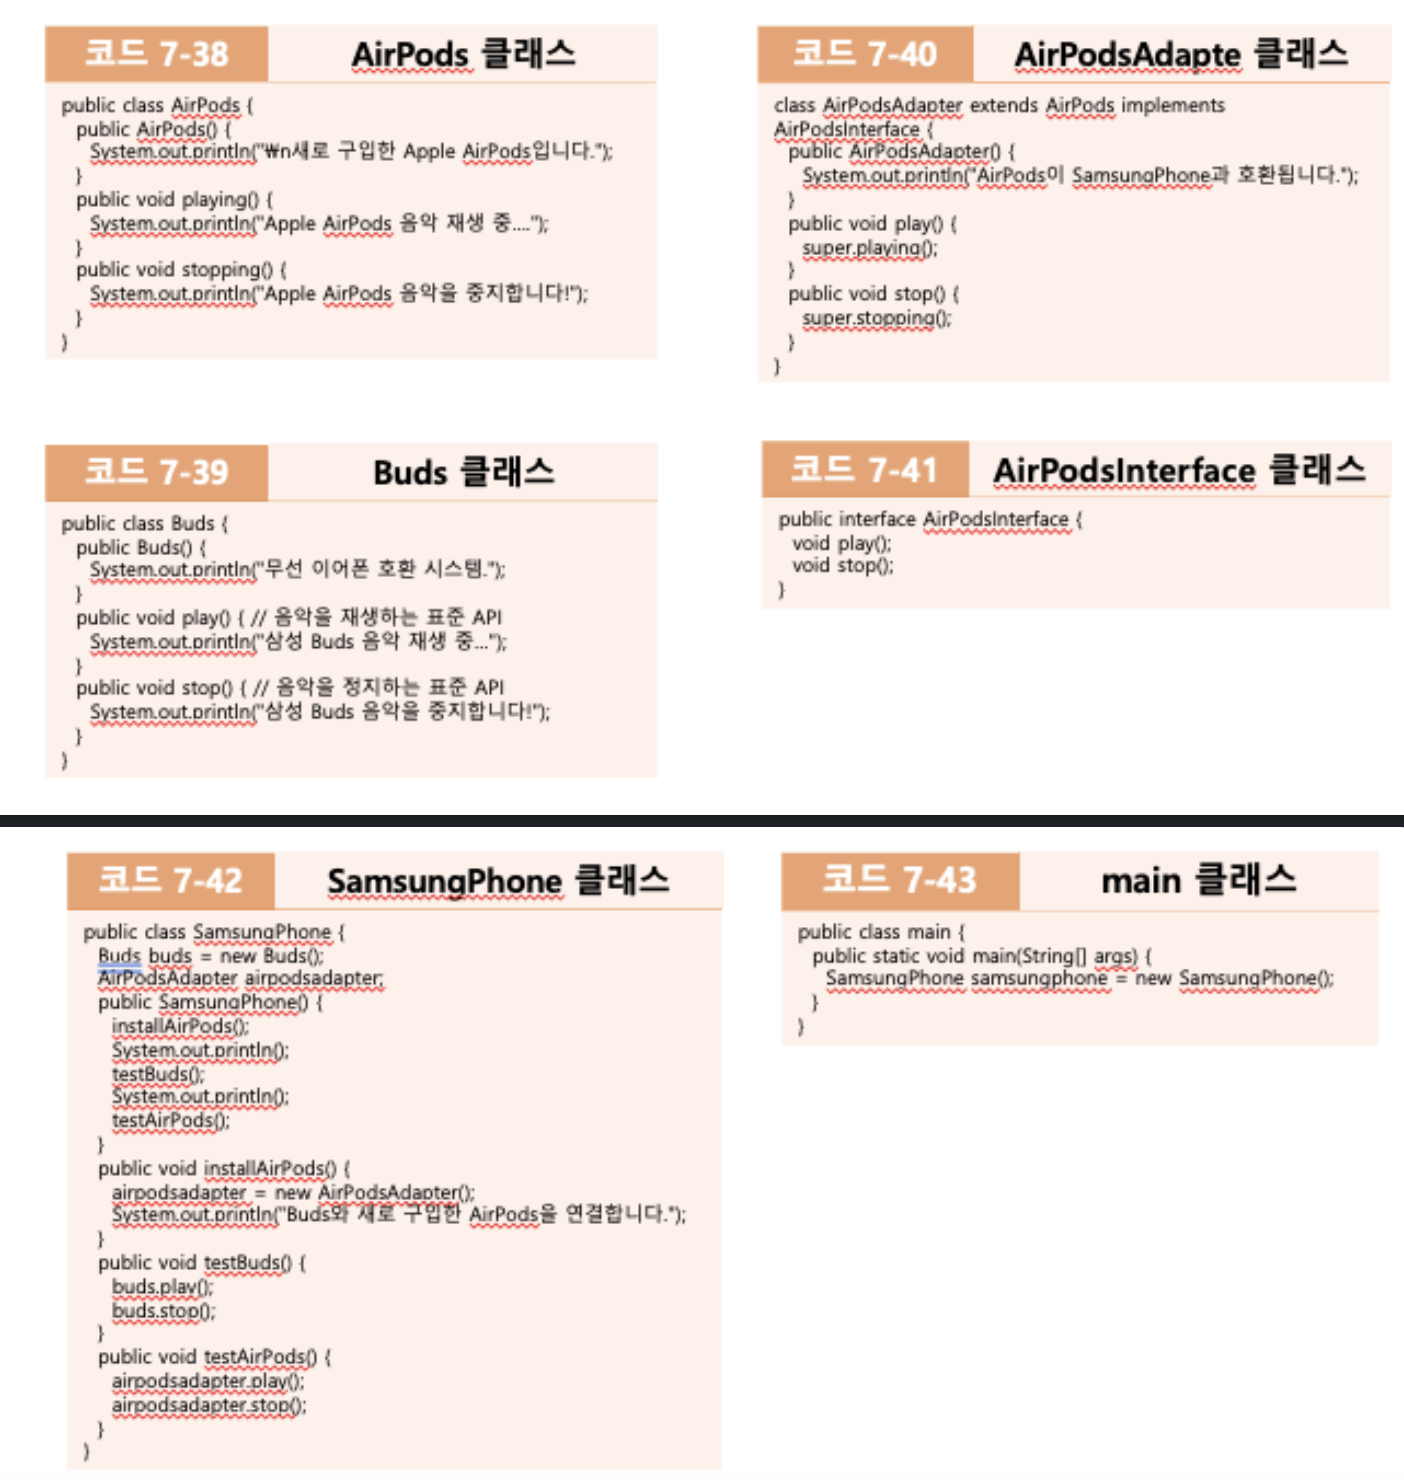 코드 7-38
AirPods 클래스
public class AirPods {
public AirPods() {
System.out.println("₩n새로 구입한 Apple AirPods입니다.");
}
public void playing() {
System.out.println("Apple AirPods 음악 재생 중....");
}
public void stopping() {
System.out.println("Apple AirPods 음악을 중지합니다!");
}
}
코드 7-39
Buds 클래스
public class Buds {
public Buds() {
System.out.println("무선 이어폰 호환 시스템.");
}
public void play() { // 음악을 재생하는 표준 API
System.out.println("삼성 Buds 음악 재생 중...");
}
public void stop() { // 음악을 정지하는 표준 API
System.out.println("삼성 Buds 음악을 중지합니다!");
}
}
코드 7-40
AirPodsAdapte 클래스
class AirPodsAdapter extends AirPods implements
AirPodsInterface {
public AirPodsAdapter() {
System.out.println("AirPods이 SamsungPhone과 호환됩니다.");
}
public void play() {
super.playing();
}
public void stop() {
super.stopping();
}
}
코드 7-41
AirPodsInterface 클래스
public interface AirPodsInterface {
void play();
void stop();
}
코드 7-42
SamsungPhone 클래스
public class SamsungPhone {
Buds buds = new Buds();
AirPodsAdapter airpodsadapter;
public SamsungPhone() {
installAirPods();
System.out.println();
testBuds();
System.out.println();
testAirPods();
}
public void installAirPods() {
airpodsadapter = new AirPodsAdapter();
System.out.println("Buds와 새로 구입한 AirPods을 연결합니다.");
}
public void testBuds() {
buds.play();
buds.stop();
}
public void testAirPods() {
airpodsadapter.play();
airpodsadapter.stop();
}
}
코드 7-43
main 클래스
public class main {
public static void main(String[] args) {
SamsungPhone samsungphone = new SamsungPhone();
}
}